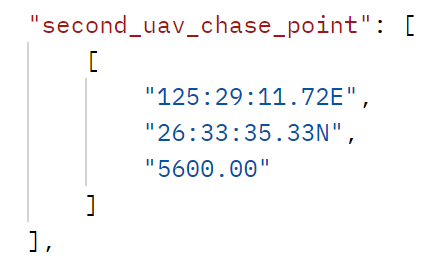 "second_uav_chase_point": [
[
"125:29:11.72E",
"26:33:35.33N",
"5600.00"
]
],